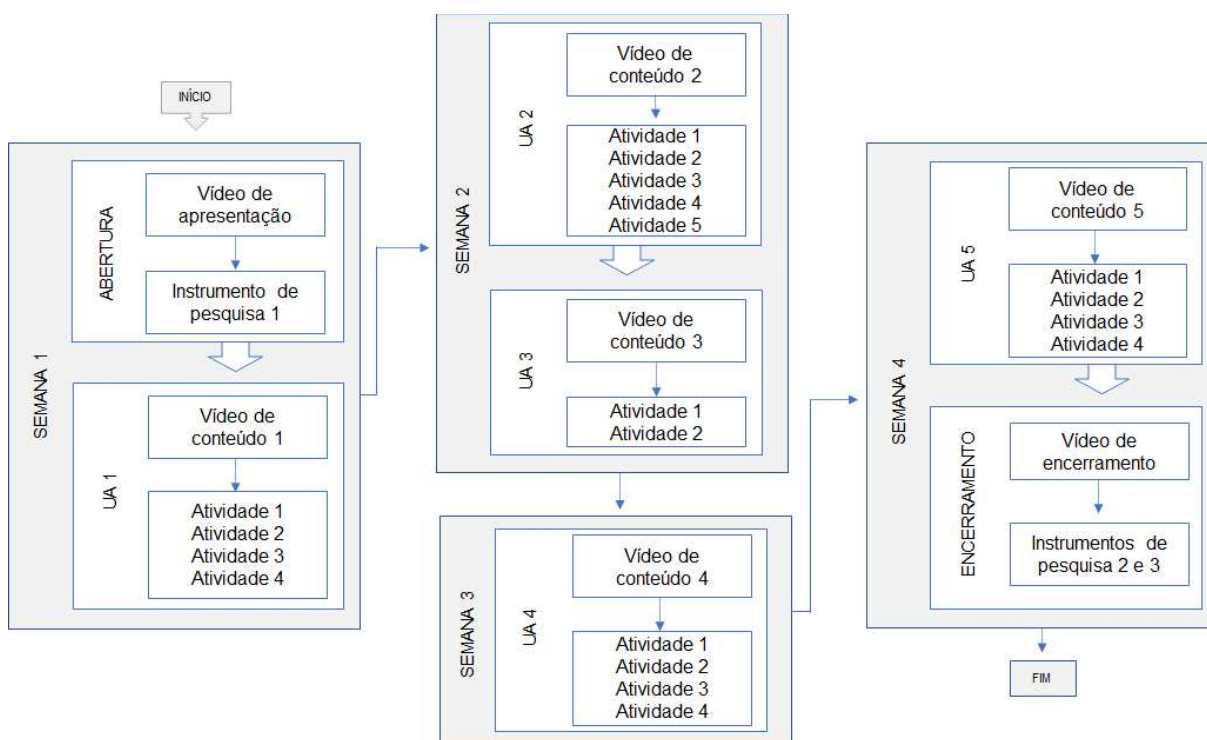 INÍCIO
SEMANA 1
ABERTURA
Vídeo de
apresentação
Instrumento de
pesquisa 1
UA 1
Vídeo de
conteúdo 1
Atividade 1
Atividade 2
Atividade 3
Atividade 4
SEMANA 2
UA 2
Vídeo de
conteúdo 2
Atividade 1
Atividade 2
Atividade 3
Atividade 4
Atividade 5
UA 3
Vídeo de
conteúdo 3
Atividade 1
Atividade 2
SEMANA 3
UA 4
Vídeo de
conteúdo 4
Atividade 1
Atividade 2
Atividade 3
Atividade 4
SEMANA 4
UA 5
Vídeo de
conteúdo 5
Atividade 1
Atividade 2
Atividade 3
Atividade 4
ENCERRAMENTO
Vídeo de
encerramento
Instrumentos de
pesquisa 2 e 3
FIM